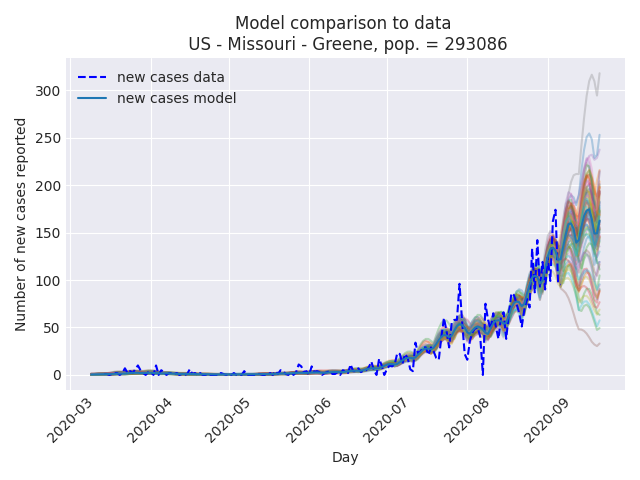 Model comparison to data
US - Missouri - Greene, pop. = 293086
new cases data
new cases model
Number of new cases reported
300
250
200
150
100
50
0
2020-03
2020-04
2020-05
2020-06
2020-07
2020-08
2020-09
Day